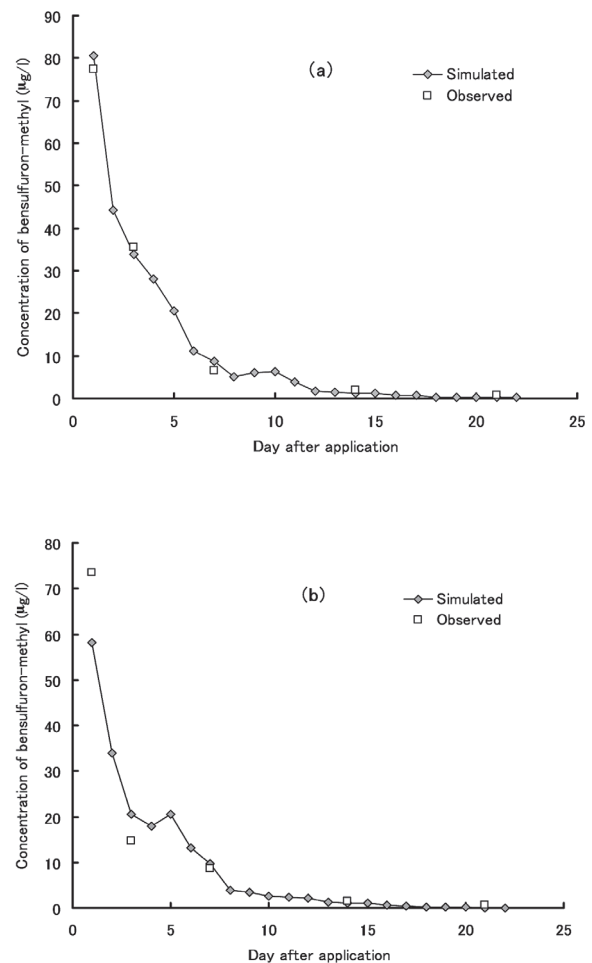 90
80
70
60
50
40
30
20
10
0
Concentration of bensulfuron-methyl (µg/l)
(a)
Simulated
Observed
0 5 10 15 20 25
Day after application
80
70
60
50
40
30
20
10
0
Concentration of bensulfuron-methyl (µg/l)
(b)
Simulated
Observed
0 5 10 15 20 25
Day after application